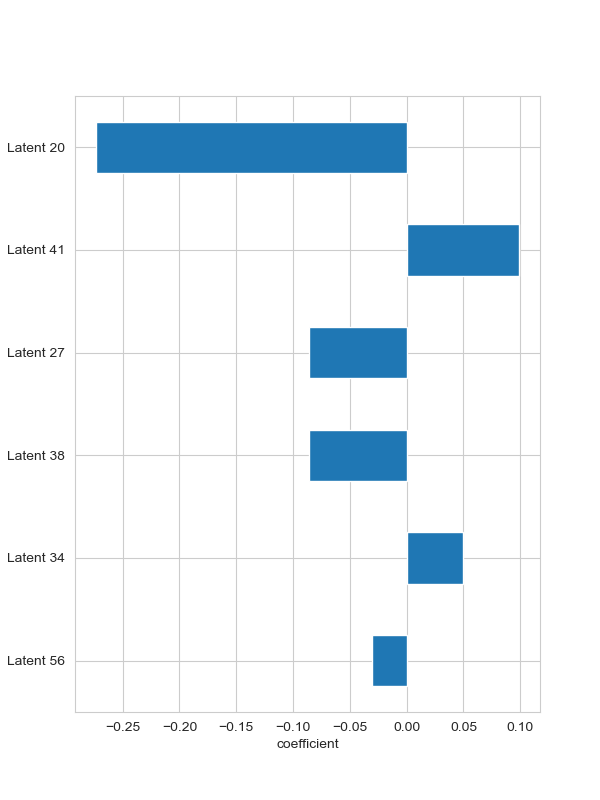 Latent 20
Latent 41
Latent 27
Latent 38
Latent 34
Latent 56
−0.25 −0.20 −0.15 −0.10 −0.05 0.00 0.05 0.10
coefficient